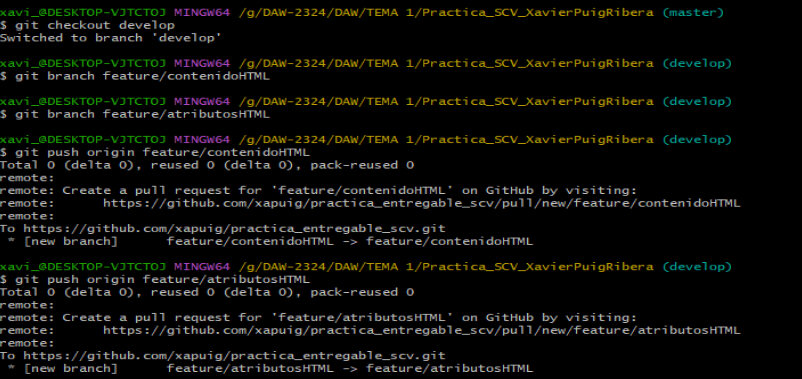 xavi_@DESKTOP-VJTCTOJ MINGW64 /g/DAW-2324/DAW/TEMA 1/Practica_SCV_XavierPuigRibera (master)
$ git checkout develop
Switched to branch 'develop'
xavi_@DESKTOP-VJTCTOJ MINGW64 /g/DAW-2324/DAW/TEMA 1/Practica_SCV_XavierPuigRibera (develop)
$ git branch feature/contenidoHTML
xavi_@DESKTOP-VJTCTOJ MINGW64 /g/DAW-2324/DAW/TEMA 1/Practica_SCV_XavierPuigRibera (develop)
$ git branch feature/atributosHTML
xavi_@DESKTOP-VJTCTOJ MINGW64 /g/DAW-2324/DAW/TEMA 1/Practica_SCV_XavierPuigRibera (develop)
$ git push origin feature/contenidoHTML
Total 0 (delta 0), reused 0 (delta 0), pack-reused 0
remote:
remote: Create a pull request for 'feature/contenidoHTML' on GitHub by visiting:
remote:      https://github.com/xapuig/practica_entregable_scv/pull/new/feature/contenidoHTML
remote:
To https://github.com/xapuig/practica_entregable_scv.git
 * [new branch]      feature/contenidoHTML -> feature/contenidoHTML
xavi_@DESKTOP-VJTCTOJ MINGW64 /g/DAW-2324/DAW/TEMA 1/Practica_SCV_XavierPuigRibera (develop)
$ git push origin feature/atributosHTML
Total 0 (delta 0), reused 0 (delta 0), pack-reused 0
remote:
remote: Create a pull request for 'feature/atributosHTML' on GitHub by visiting:
remote:      https://github.com/xapuig/practica_entregable_scv/pull/new/feature/atributosHTML
remote:
To https://github.com/xapuig/practica_entregable_scv.git
 * [new branch]      feature/atributosHTML -> feature/atributosHTML